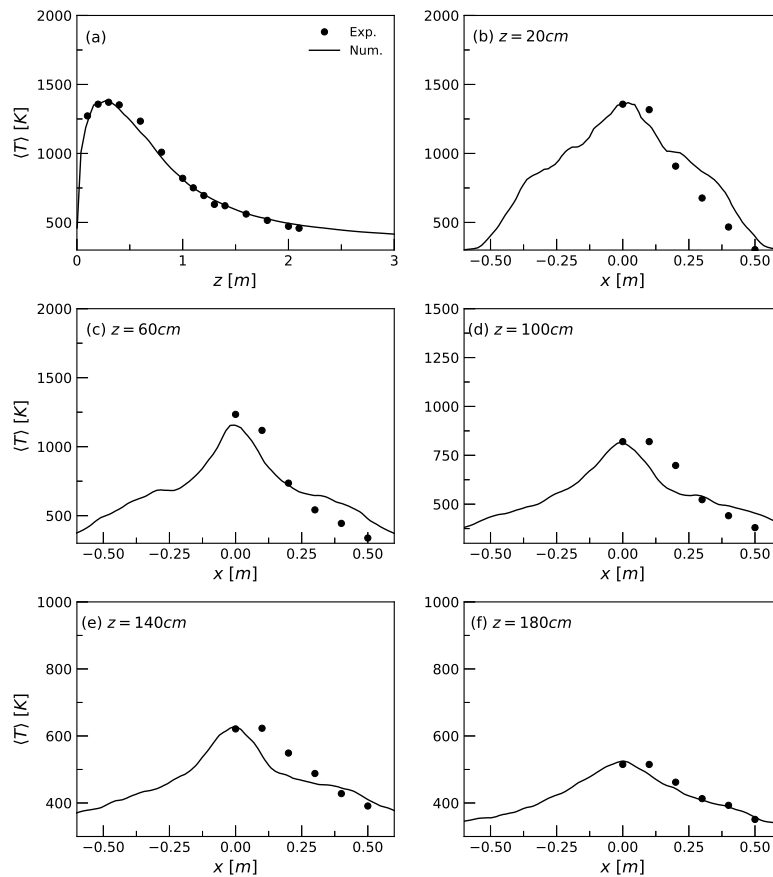 (a)
Exp.
Num.
2000
1500
1000
500
⟨T⟩ [K]
0 1 2 3
z [m]
(b) z = 20cm
2000
1500
1000
500
−0.50 −0.25 0.00 0.25 0.50
x [m]
(c) z = 60cm
2000
1500
1000
500
⟨T⟩ [K]
−0.50 −0.25 0.00 0.25 0.50
x [m]
(d) z = 100cm
1500
1000
750
500
−0.50 −0.25 0.00 0.25 0.50
x [m]
(e) z = 140cm
1000
800
600
400
⟨T⟩ [K]
−0.50 −0.25 0.00 0.25 0.50
x [m]
(f) z = 180cm
1000
800
600
400
−0.50 −0.25 0.00 0.25 0.50
x [m]